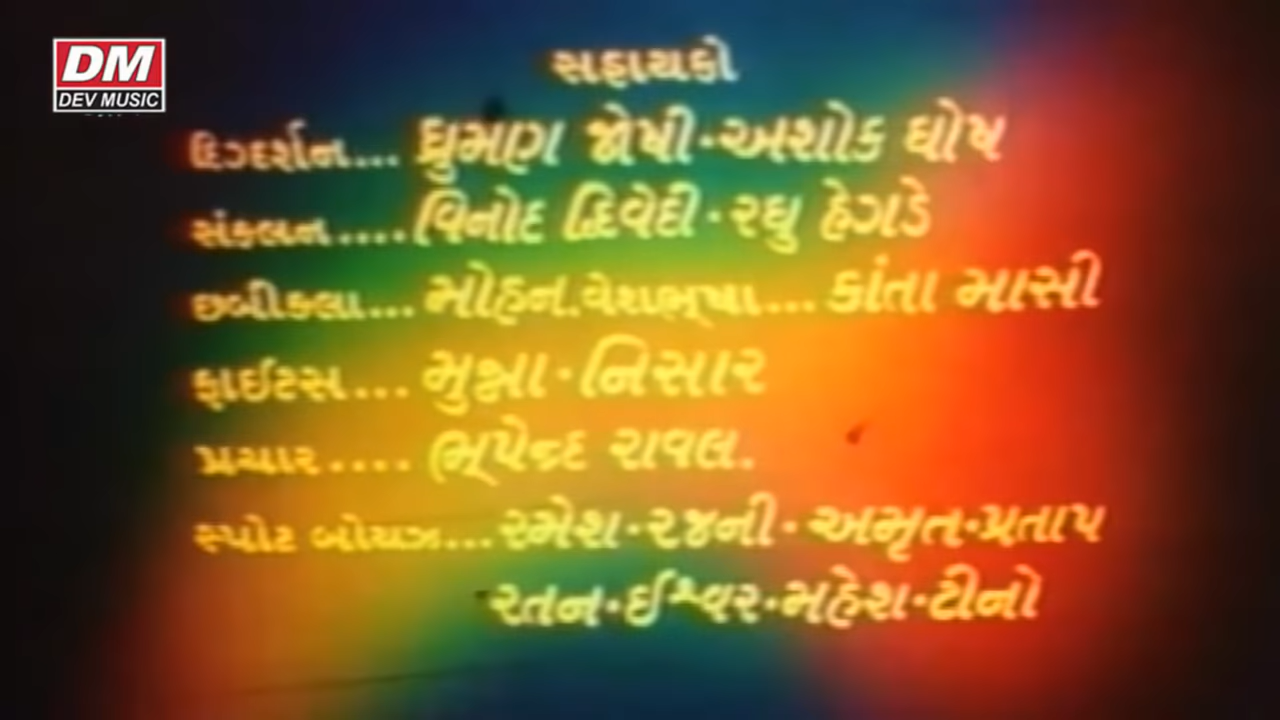 DM
DEV MUSIC
સહાયકો
દિગ્દર્શન... ધ્રુમણ જોષી·અશોક ઘોષ
સંકલન....વિનોદ દ્વિવેદી·રઘુ હેગડે
છબીકલા...મોહન.વેશભૂષા...કાંતા માસી
ફાઈટસ... મુન્ના·નિસાર
પ્રચાર.... ભૂપેન્દ્ર રાવલ.
સ્પોટ બોયઝ...રમેશ·રજની·અમૃત·પ્રતાપ
રતન·ઈશ્વર·મહેશ·ટીનો